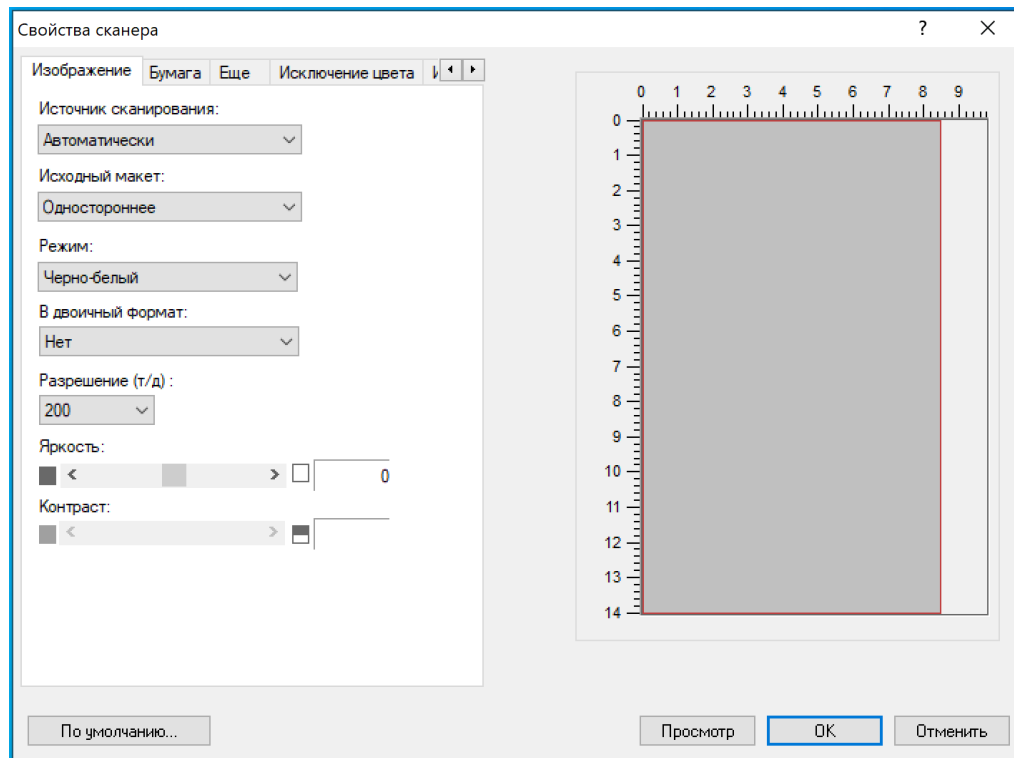 Свойства сканера
?
Изображение Бумага Еще Исключение цвета
Источник сканирования:
Автоматически
Исходный макет:
Одностороннее
Режим:
Черно-белый
В двоичный формат:
Нет
Разрешение (т/д) :
200
Яркость:
0
Контраст:
0 1 2 3 4 5 6 7 8 9
0
1
2
3
4
5
6
7
8
9
10
11
12
13
14
По умолчанию... Просмотр OK Отменить